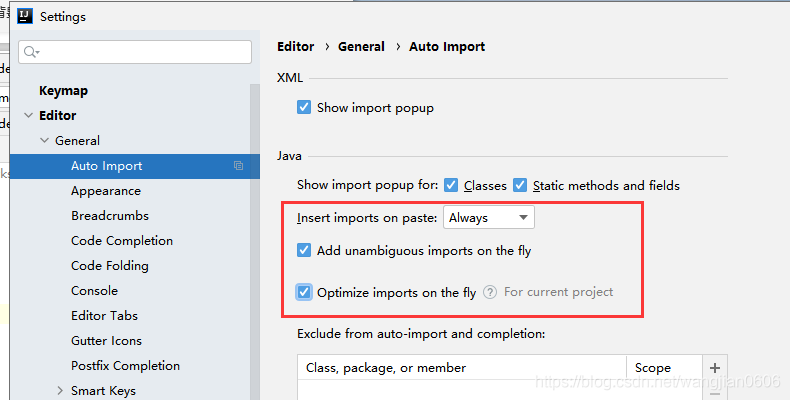 Settings
Editor › General › Auto Import
XML
Keymap
Show import popup
Editor
General
Java
Auto Import
Show import popup for: Classes Static methods and fields
Appearance
Breadcrumbs
Insert imports on paste: Always
Code Completion
Add unambiguous imports on the fly
Code Folding
Console
Optimize imports on the fly ? For current project
Editor Tabs
Gutter Icons
Exclude from auto-import and completion:
Postfix Completion
Class, package, or member Scope +
Smart Keys
https://blog.csdn.net/wangjian0606